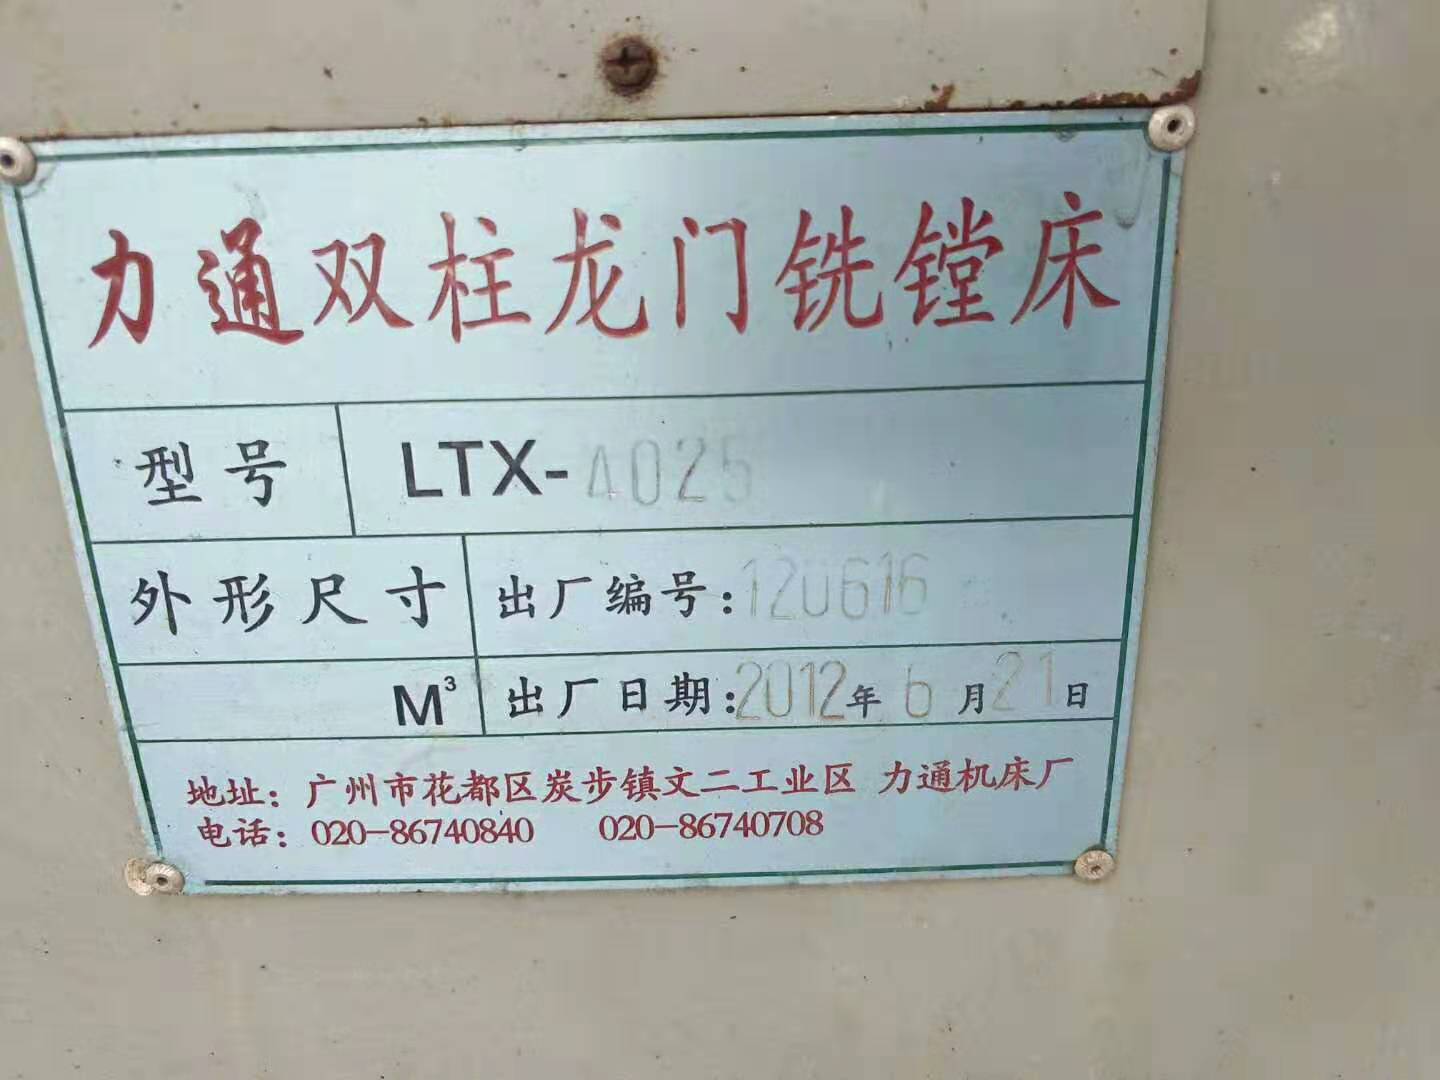 力通双柱龙门铣镗床
型号 LTX-4025
外形尺寸 出厂编号:120616
M³ 出厂日期:2012年6月21日
地址：广州市花都区炭步镇文二工业区 力通机床厂
电话：020-86740840 020-86740708